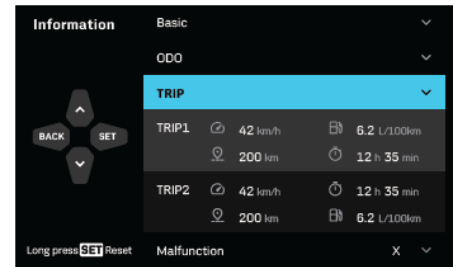 Information
Basic
ODO
TRIP
BACK
SET
TRIP1 42 km/h 6.2 L/100km
200 km 12 h 35 min
TRIP2 42 km/h 12 h 35 min
200 km 6.2 L/100km
Long press SET Reset
Malfunction X